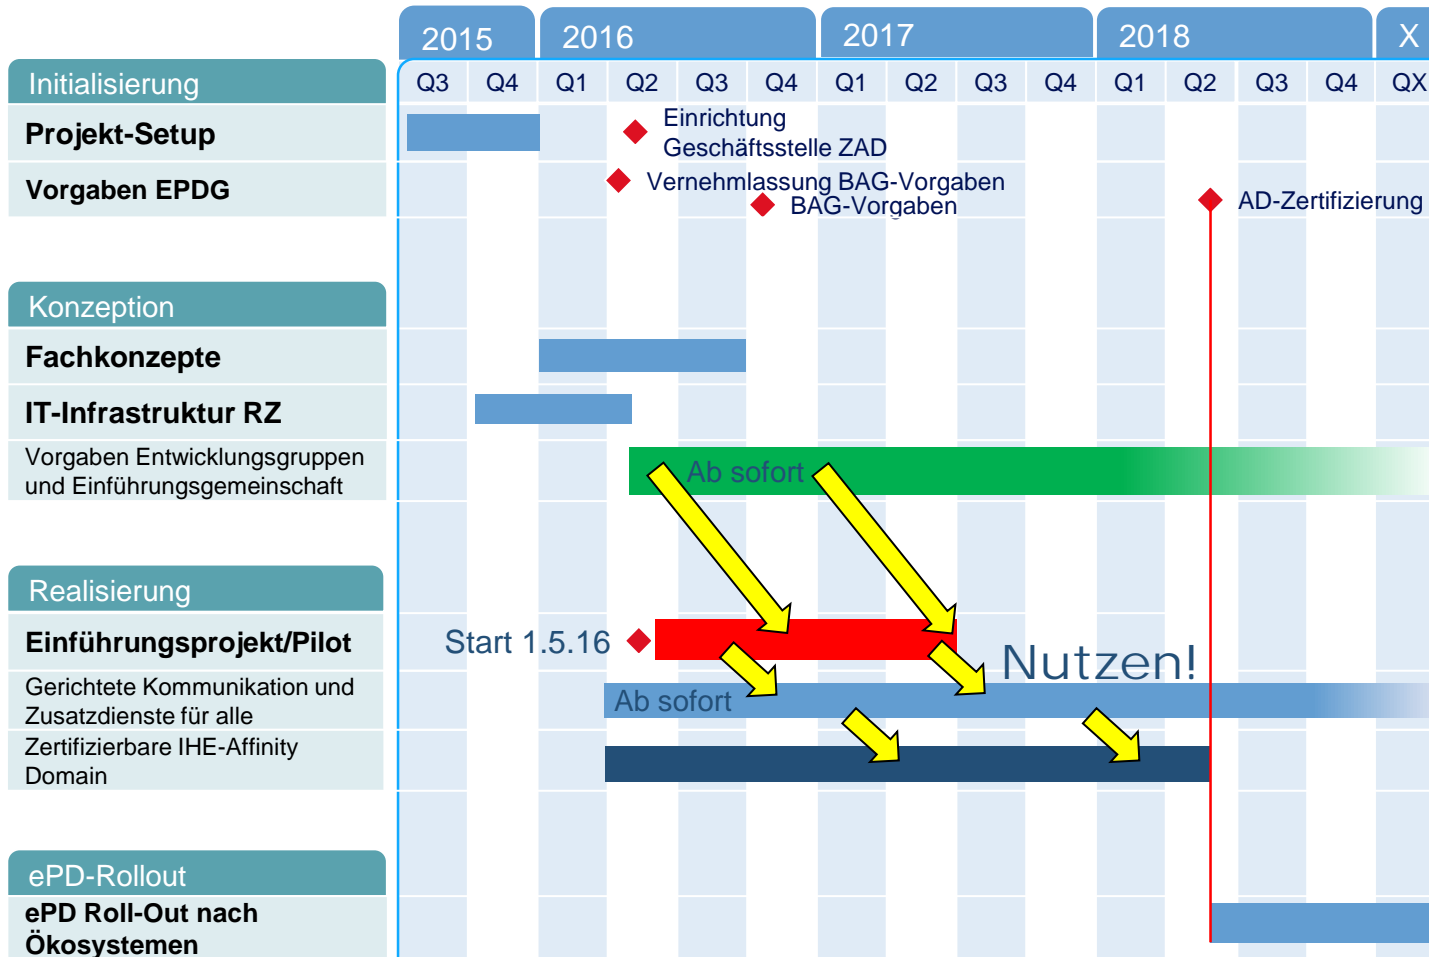 2015 2016 2017 2018 X
Initialisierung Q3 Q4 Q1 Q2 Q3 Q4 Q1 Q2 Q3 Q4 Q1 Q2 Q3 Q4 QX
Projekt-Setup
Einrichtung
Geschäftsstelle ZAD
Vorgaben EPDG
Vernehmlassung BAG-Vorgaben
BAG-Vorgaben
AD-Zertifizierung
Konzeption
Fachkonzepte
IT-Infrastruktur RZ
Vorgaben Entwicklungsgruppen
und Einführungsgemeinschaft
Ab sofort
Realisierung
Einführungsprojekt/Pilot
Start 1.5.16
Nutzen!
Gerichtete Kommunikation und
Zusatzdienste für alle
Ab sofort
Zertifizierbare IHE-Affinity
Domain
ePD-Rollout
ePD Roll-Out nach
Ökosystemen